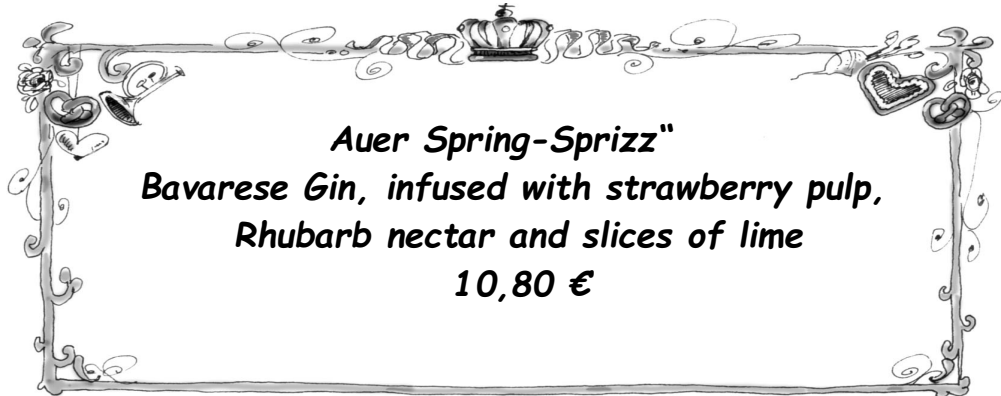 Auer Spring-Sprizz“
Bavarese Gin, infused with strawberry pulp,
Rhubarb nectar and slices of lime
10,80 €